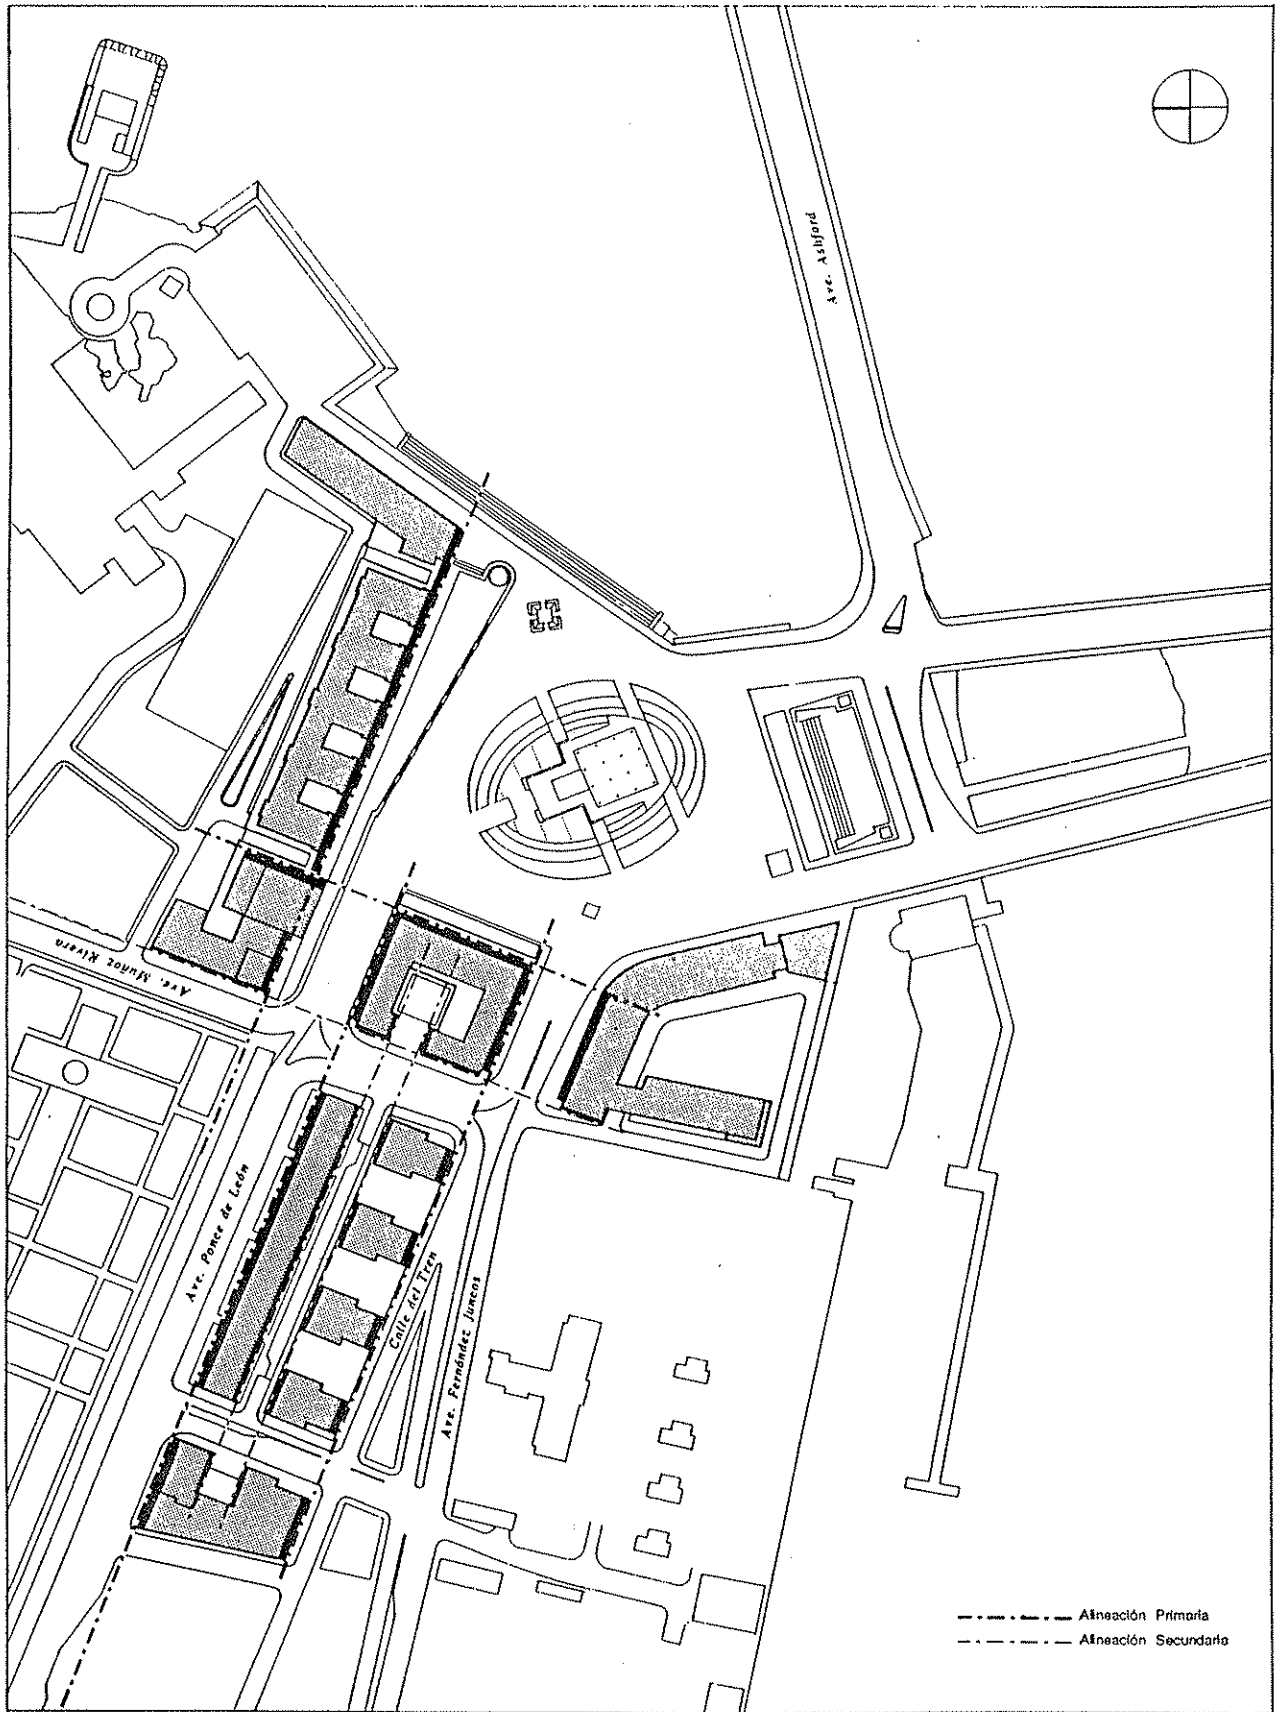 Ave. Ashford
Ave. Muñoz Rivera
Ave. Ponce de León
Calle del Tren
Ave. Fernández Juncos
Alineación Primaria
Alineación Secundaria